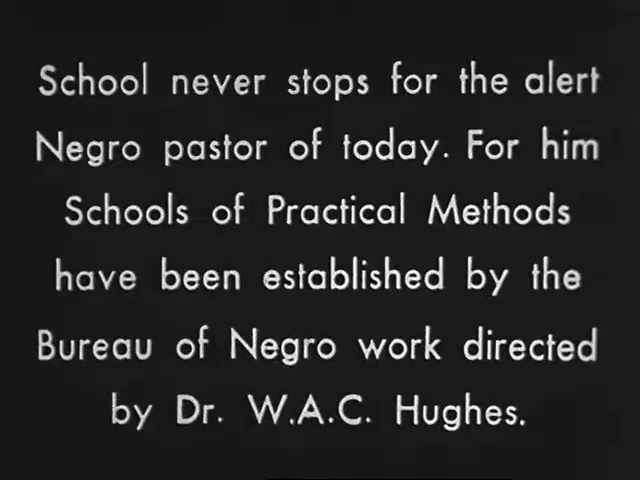 School never stops for the alert
Negro pastor of today. For him
Schools of Practical Methods
have been established by the
Bureau of Negro work directed
by Dr. W.A.C. Hughes.